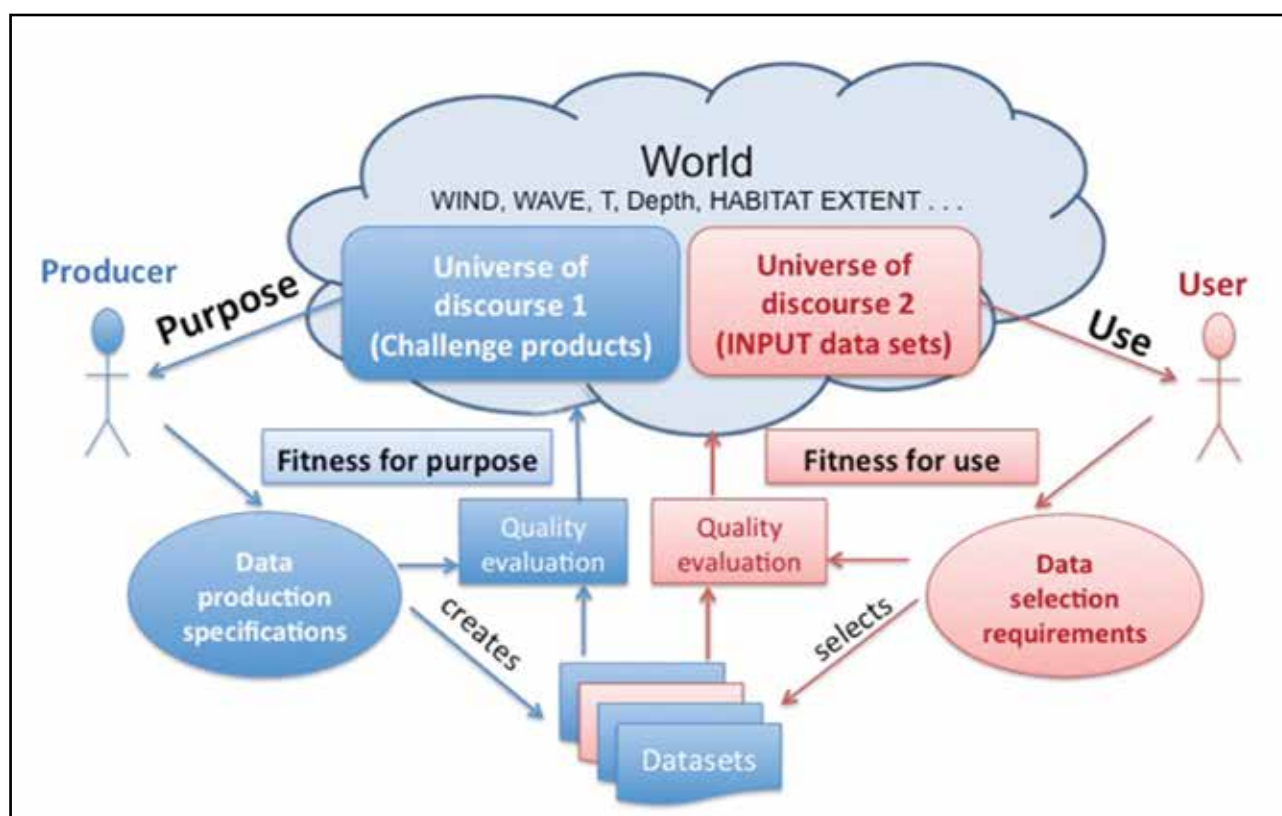 World
WIND, WAVE, T, Depth, HABITAT EXTENT . . .
Producer
Purpose
Universe of
discourse 1
(Challenge products)
Universe of
discourse 2
(INPUT data sets)
Use
User
Fitness for purpose
Fitness for use
Quality
evaluation
Quality
evaluation
Data
production
specifications
Data
selection
requirements
creates
selects
Datasets